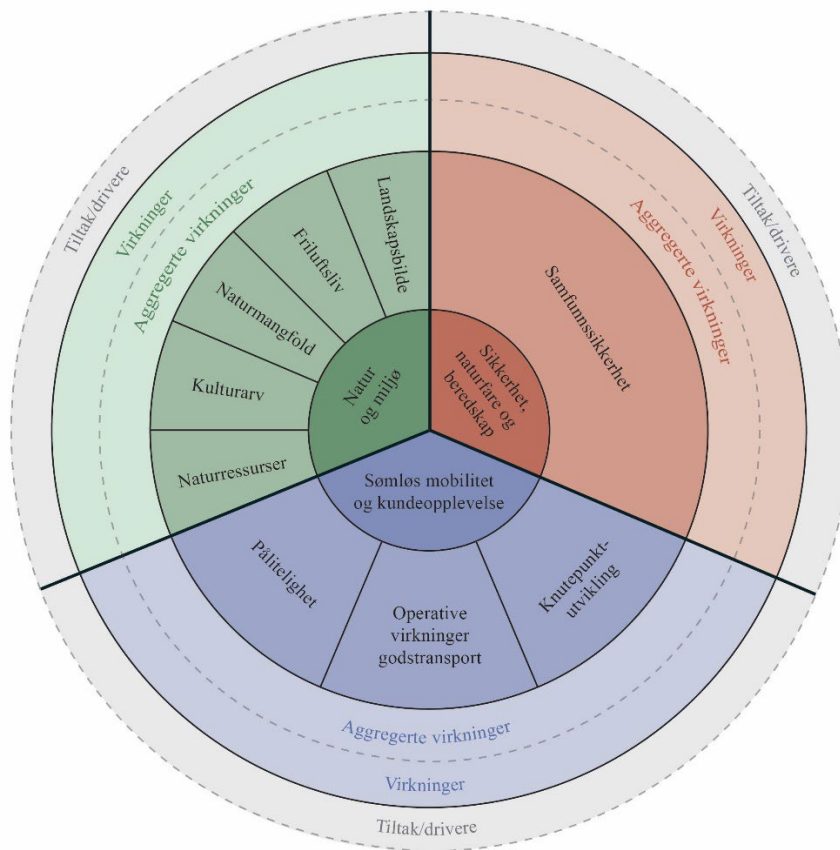 Tiltak/drivere
Virkninger
Aggregerte virkninger
Landskapsbilde
Friluftsliv
Naturmangfold
Kulturarv
Naturressurser
Natur
og miljø
Tiltak/drivere
Virkninger
Aggregerte virkninger
Samfunnssikkerhet
Sikkerhet,
naturfare og
beredskap
Sømløs mobilitet
og kundeopplevelse
Pålitelighet
Operative
virkninger
godstransport
Knutepunkt-
utvikling
Aggregerte virkninger
Virkninger
Tiltak/drivere